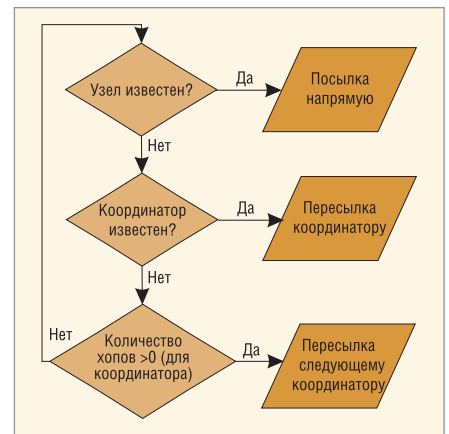 Узел известен?
Да
Посылка
напрямую
Нет
Координатор
известен?
Да
Пересылка
координатору
Нет
Количество
хопов >0 (для
координатора)
Нет
Да
Пересылка
следующему
координатору